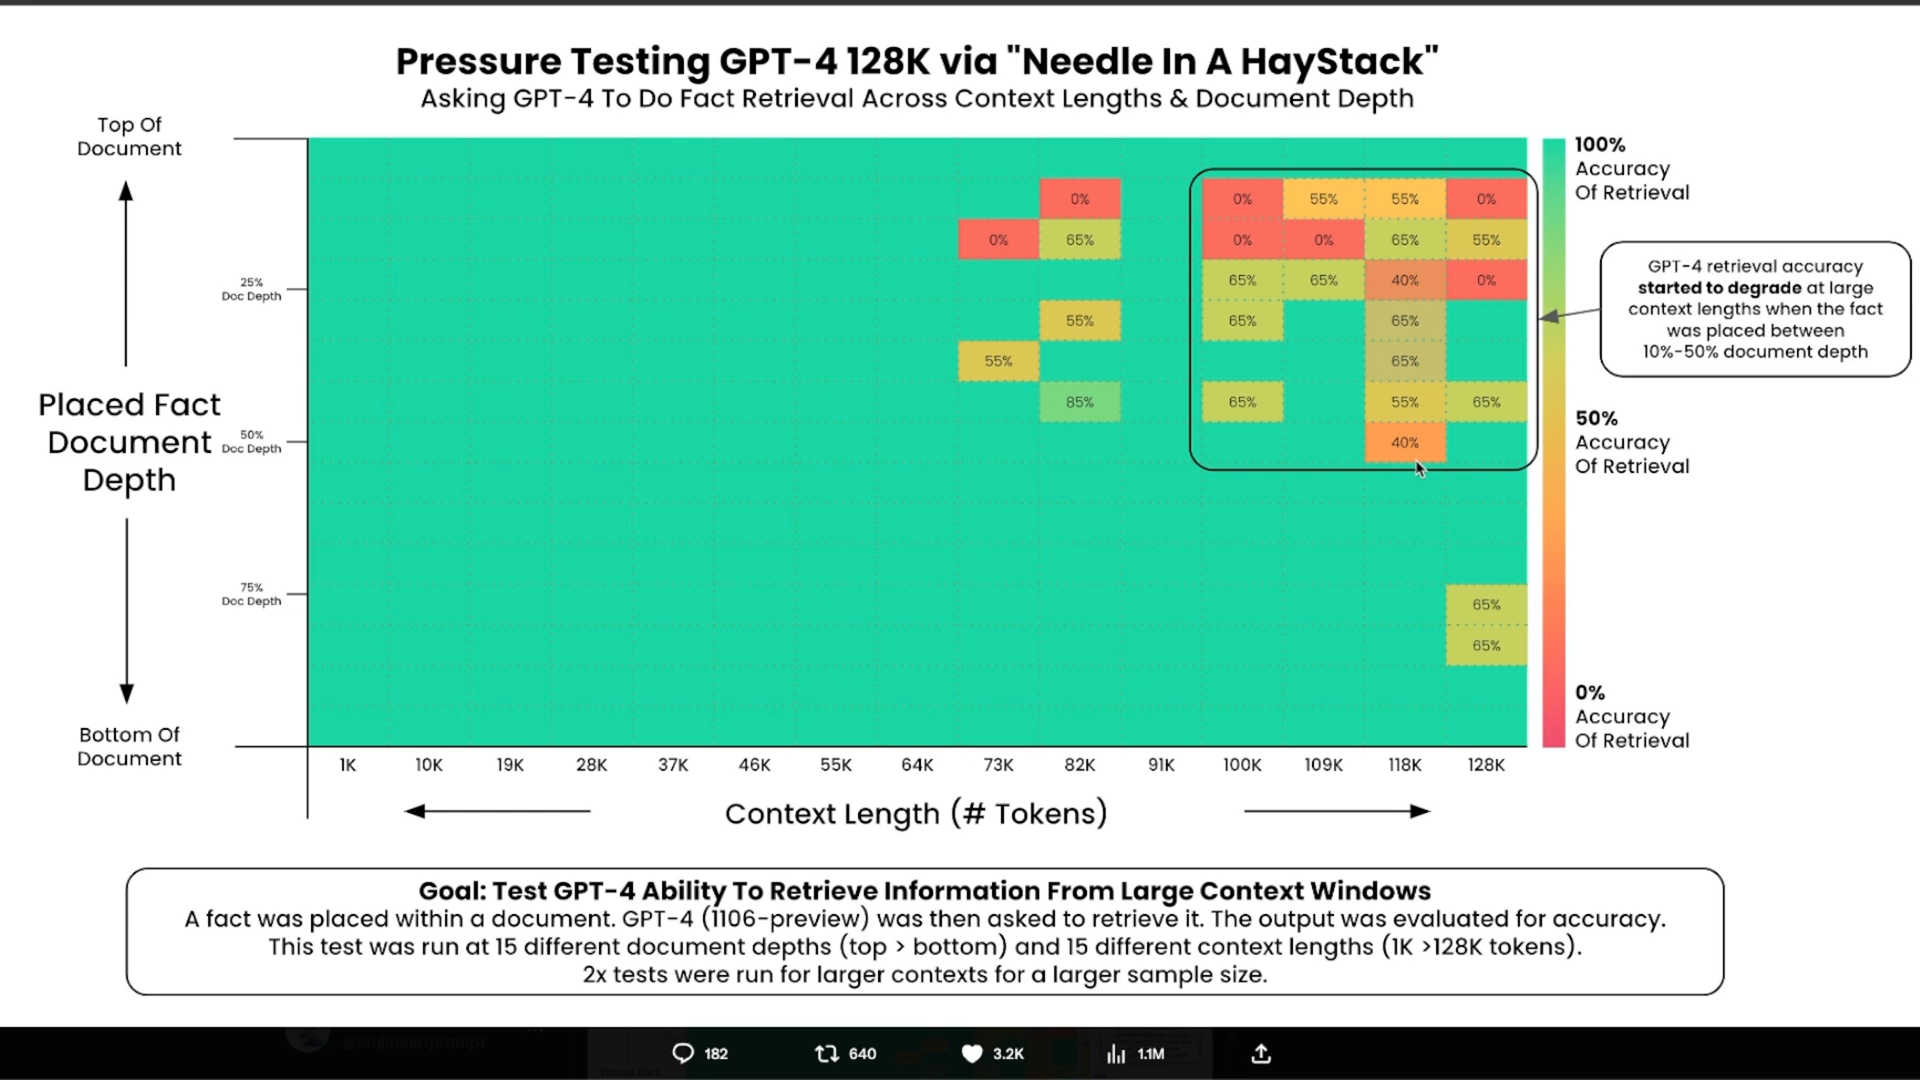 Pressure Testing GPT-4 128K via "Needle In A HayStack"
Asking GPT-4 To Do Fact Retrieval Across Context Lengths & Document Depth
Top Of
Document
Placed Fact
Document
Depth
Bottom Of
Document
25%
Doc Depth
50%
Doc Depth
75%
Doc Depth
0% 0% 55% 55% 0%
0% 65% 0% 0% 65% 55%
65% 65% 40% 0%
55% 65% 65%
55% 65%
85% 65% 55% 65%
40%
65%
65%
100%
Accuracy
Of Retrieval
50%
Accuracy
Of Retrieval
0%
Accuracy
Of Retrieval
GPT-4 retrieval accuracy
started to degrade at large
context lengths when the fact
was placed between
10%-50% document depth
1K 10K 19K 28K 37K 46K 55K 64K 73K 82K 91K 100K 109K 118K 128K
Context Length (# Tokens)
Goal: Test GPT-4 Ability To Retrieve Information From Large Context Windows
A fact was placed within a document. GPT-4 (1106-preview) was then asked to retrieve it. The output was evaluated for accuracy.
This test was run at 15 different document depths (top > bottom) and 15 different context lengths (1K >128K tokens).
2x tests were run for larger contexts for a larger sample size.
@engineerprompt
182 640 3.2K 1.1M